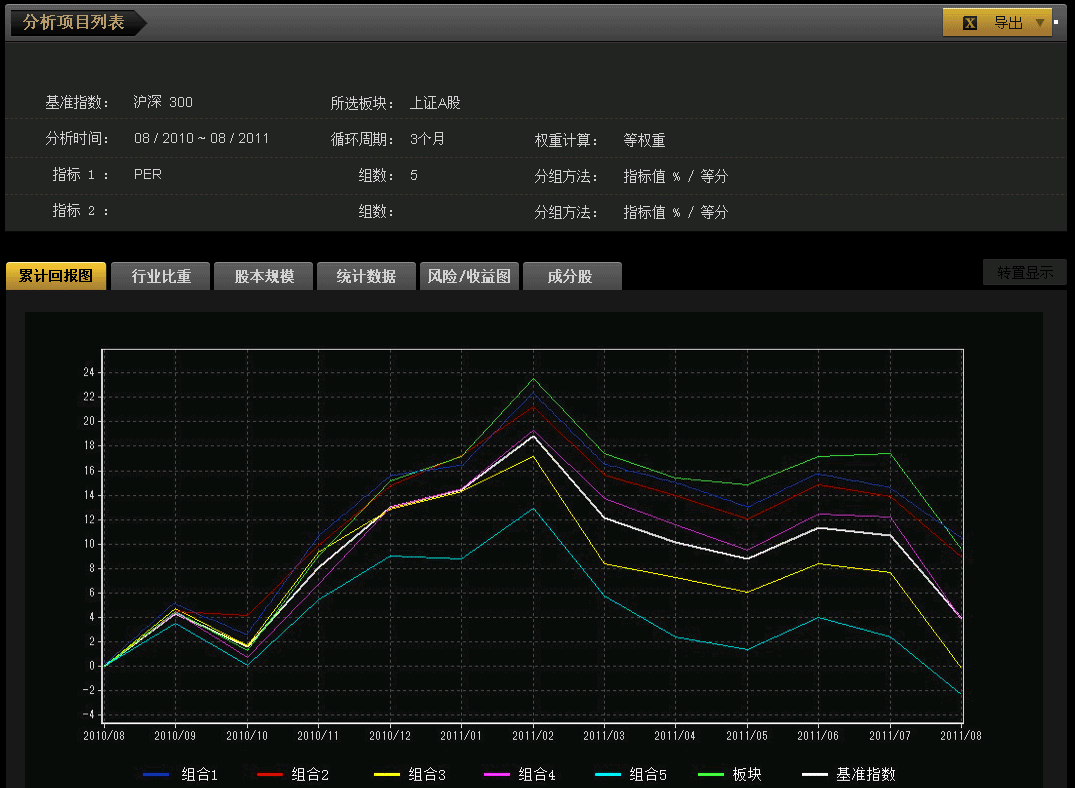 分析项目列表 X 导出
基准指数： 沪深 300 所选板块： 上证A股
分析时间： 08 / 2010 ~ 08 / 2011 循环周期： 3个月 权重计算： 等权重
指标 1 ： PER 组数： 5 分组方法： 指标值 % / 等分
指标 2 ： 组数： 分组方法： 指标值 % / 等分
累计回报图 行业比重 股本规模 统计数据 风险/收益图 成分股 转置显示
24
22
20
18
16
14
12
10
8
6
4
2
0
-2
-4
2010/08 2010/09 2010/10 2010/11 2010/12 2011/01 2011/02 2011/03 2011/04 2011/05 2011/06 2011/07 2011/08
组合1 组合2 组合3 组合4 组合5 板块 基准指数